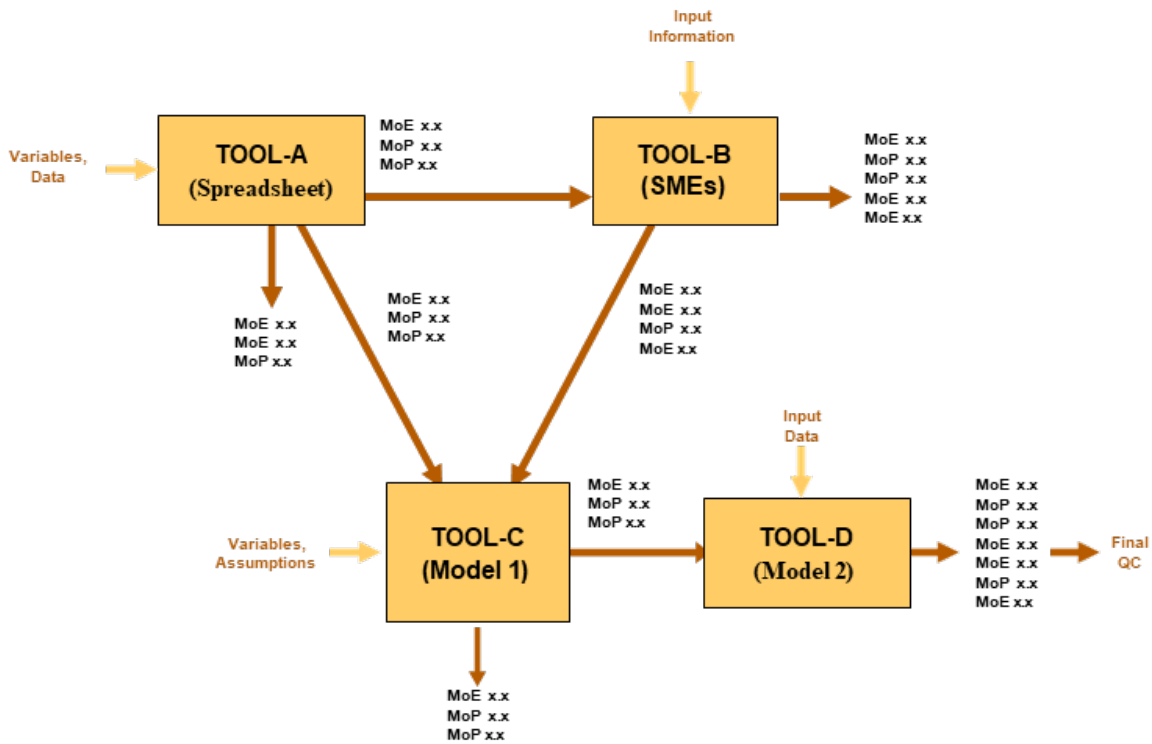 Input
Information
Variables,
Data
TOOL-A
(Spreadsheet)
MoE x.x
MoP x.x
MoP x.x
TOOL-B
(SMEs)
MoE x.x
MoP x.x
MoP x.x
MoE x.x
MoE x.x
MoE x.x
MoE x.x
MoP x.x
MoE x.x
MoP x.x
MoP x.x
MoE x.x
MoE x.x
MoP x.x
MoE x.x
Input
Data
Variables,
Assumptions
TOOL-C
(Model 1)
MoE x.x
MoP x.x
MoP x.x
TOOL-D
(Model 2)
MoE x.x
MoP x.x
MoP x.x
MoE x.x
MoE x.x
MoP x.x
MoE x.x
Final
QC
MoE x.x
MoP x.x
MoP x.x